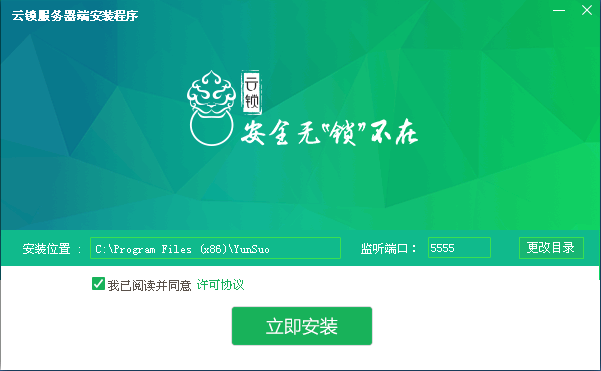 云锁服务器端安装程序
云锁
安全无“锁”不在
安装位置 : C:\Program Files (x86)\YunSuo 监听端口: 5555 更改目录
我已阅读并同意 许可协议
立即安装